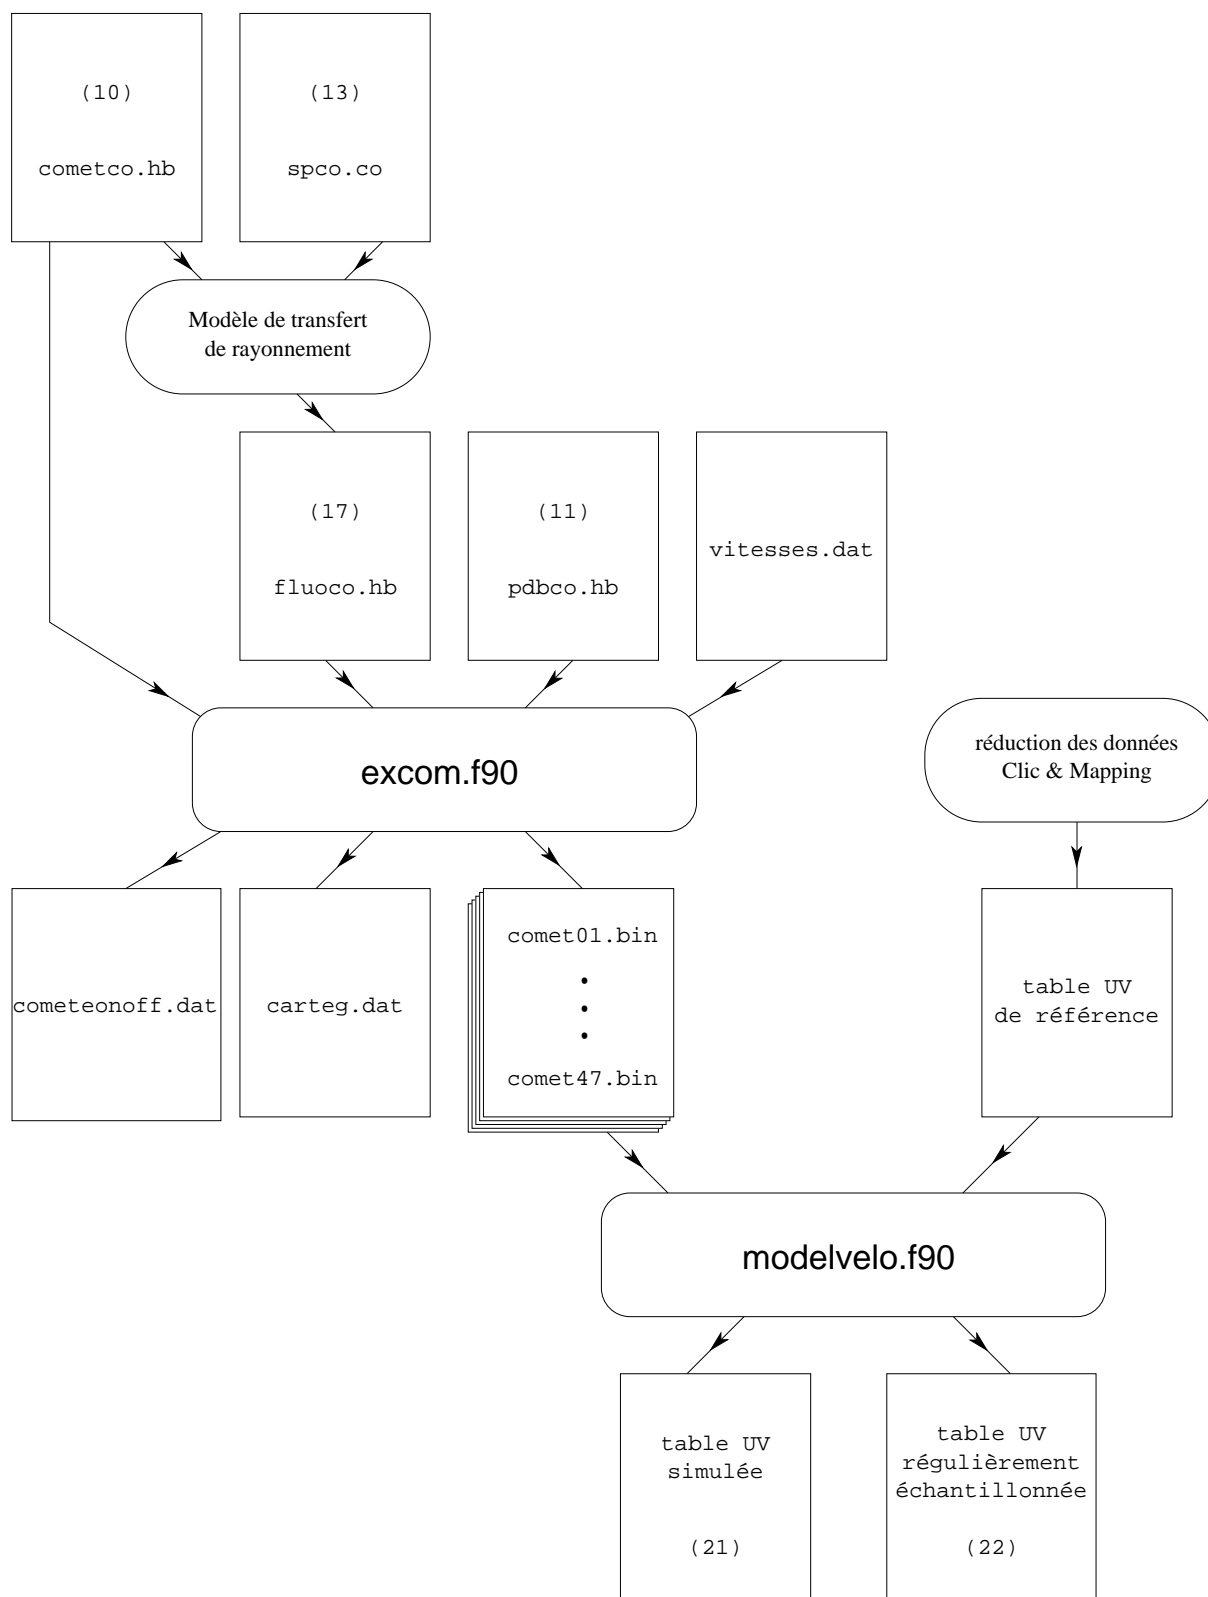 (10)
cometco.hb
(13)
spco.co
Modèle de transfert
de rayonnement
(17)
fluoco.hb
(11)
pdbco.hb
vitesses.dat
excom.f90
réduction des données
Clic & Mapping
cometeonoff.dat
carteg.dat
comet01.bin
comet47.bin
table UV
de référence
modelvelo.f90
table UV
simulée
(21)
table UV
régulièrement
échantillonnée
(22)